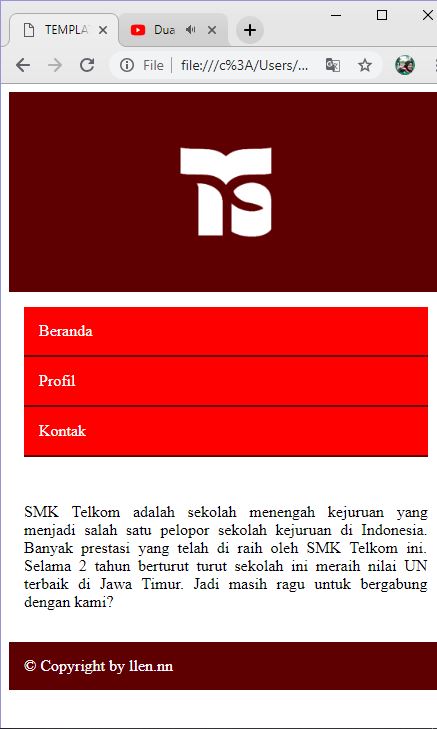 TEMPLA
Dua
File
file:///c%3A/Users/...
Beranda
Profil
Kontak
SMK Telkom adalah sekolah menengah kejuruan yang
menjadi salah satu pelopor sekolah kejuruan di Indonesia.
Banyak prestasi yang telah di raih oleh SMK Telkom ini.
Selama 2 tahun berturut turut sekolah ini meraih nilai UN
terbaik di Jawa Timur. Jadi masih ragu untuk bergabung
dengan kami?
© Copyright by llen.nn